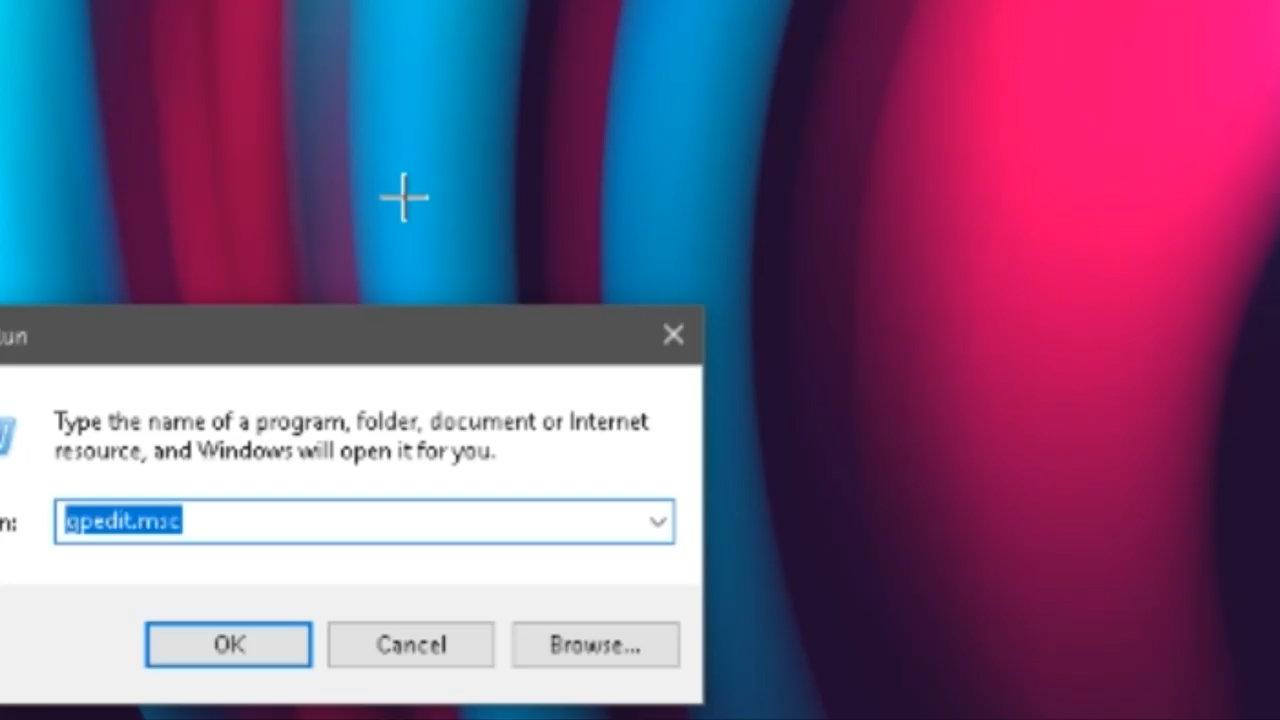 un
Type the name of a program, folder, document or Internet
resource, and Windows will open it for you.
n:
gpedit.msc
OK
Cancel
Browse...